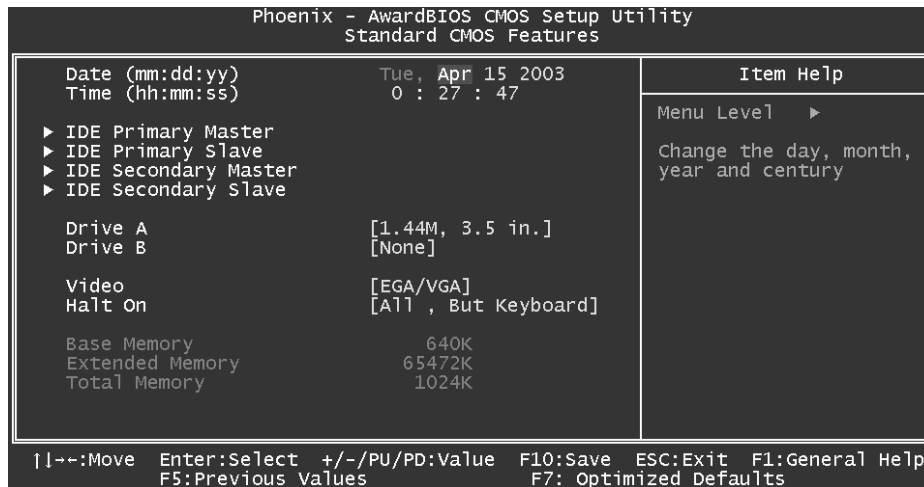 Phoenix - AwardBIOS CMOS Setup Utility
Standard CMOS Features
Date (mm:dd:yy) Tue, Apr 15 2003
Time (hh:mm:ss) 0 : 27 : 47
▶ IDE Primary Master
▶ IDE Primary Slave
▶ IDE Secondary Master
▶ IDE Secondary Slave
Drive A [1.44M, 3.5 in.]
Drive B [None]
Video [EGA/VGA]
Halt On [All , But Keyboard]
Base Memory 640K
Extended Memory 65472K
Total Memory 1024K
Item Help
Menu Level ▶
Change the day, month,
year and century
↑↓→←:Move Enter:Select +/-/PU/PD:Value F10:Save ESC:Exit F1:General Help
F5:Previous Values F7: Optimized Defaults